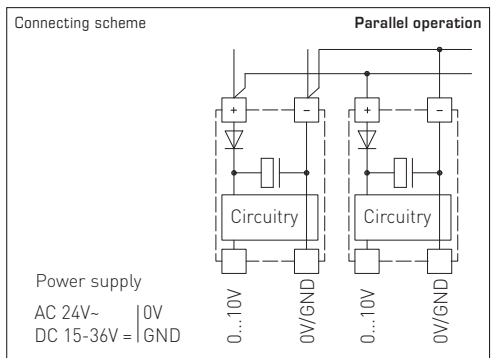 Connecting scheme Parallel operation
+ − + −
Circuitry Circuitry
Power supply
AC 24V~ 0V
DC 15-36V = GND
0...10V 0V/GND 0...10V 0V/GND